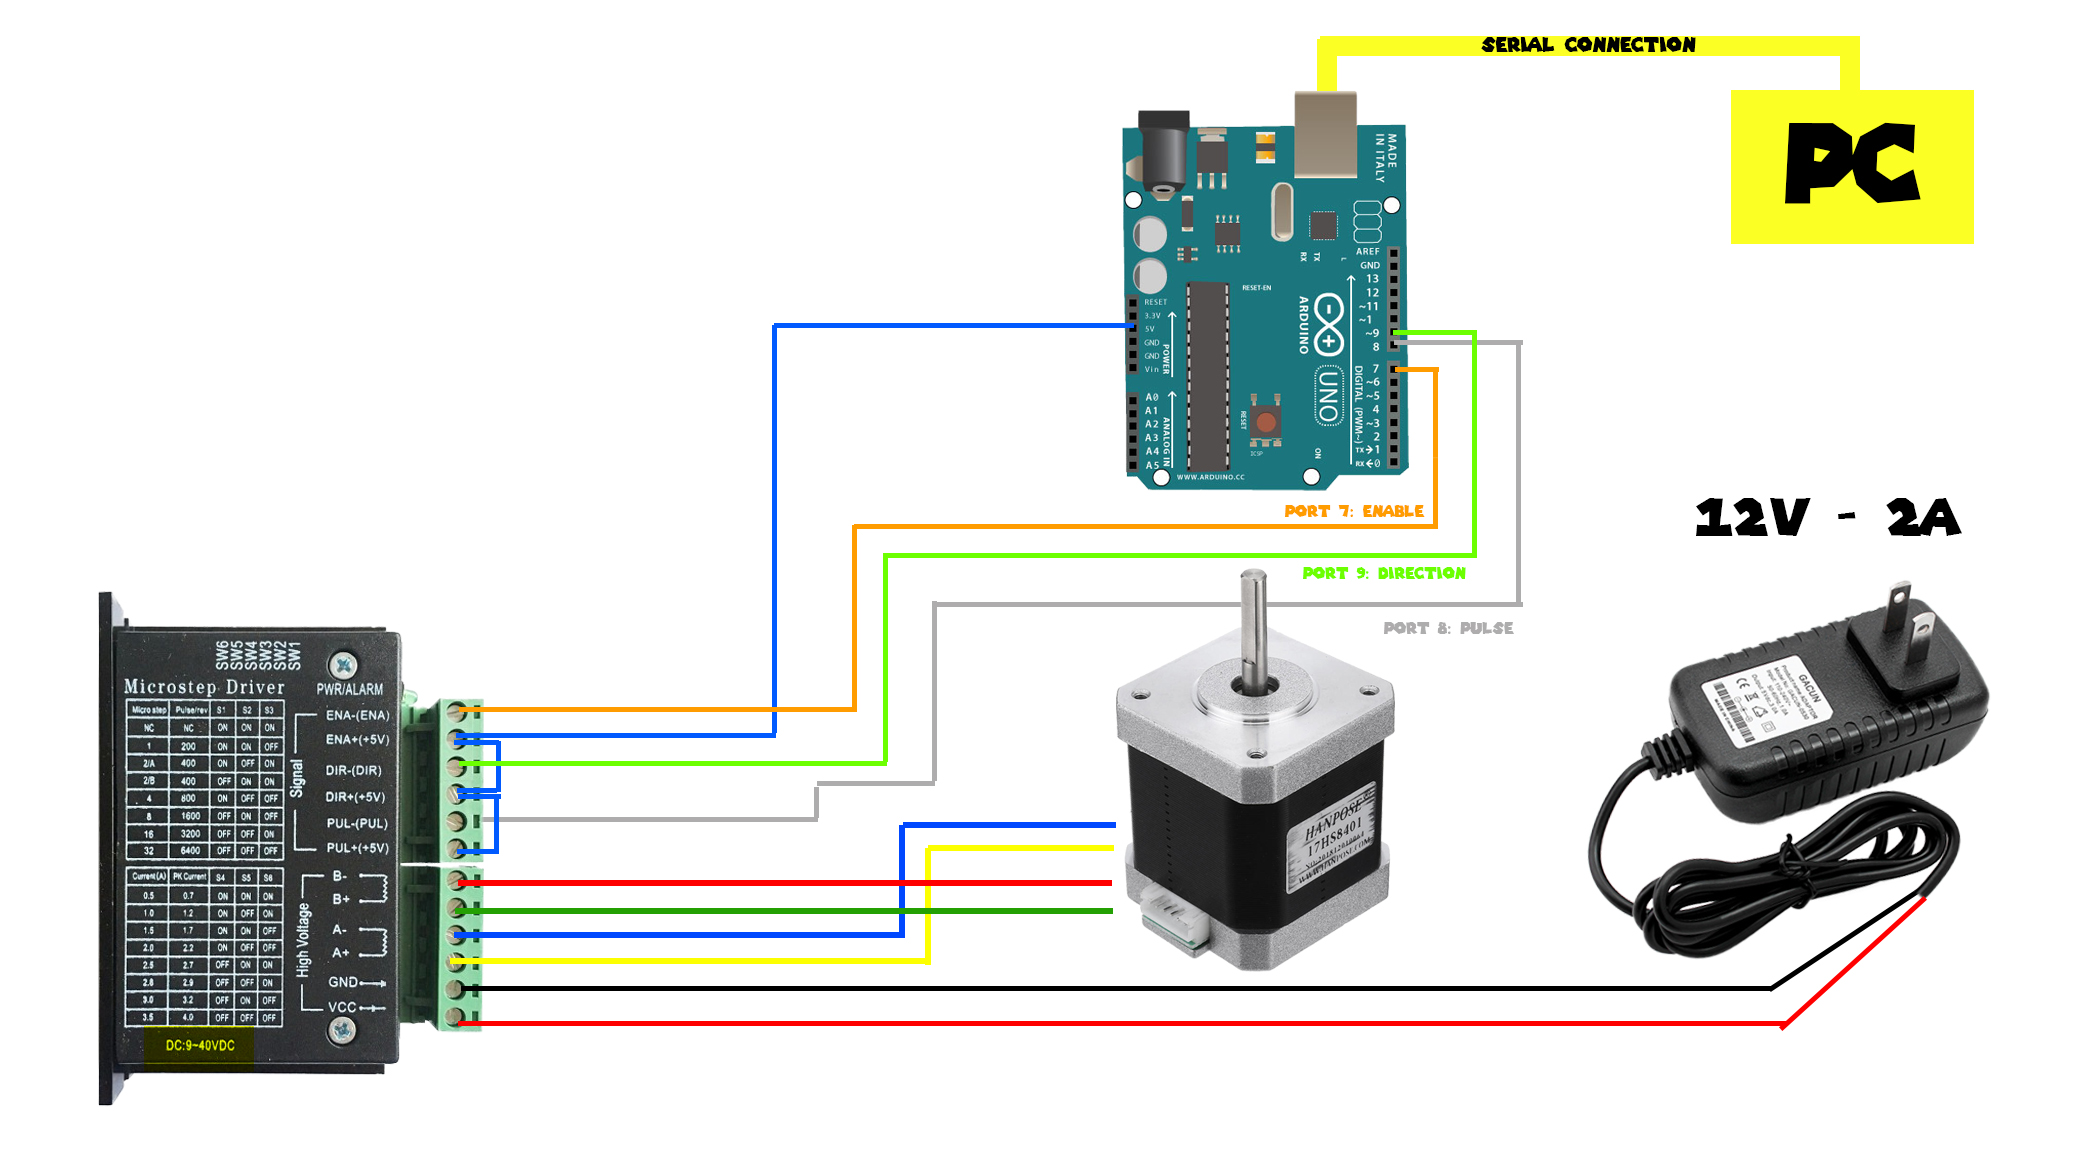 SERIAL CONNECTION
PC
MADE
IN ITALY
AREF
GND
13
12
~11
~1
~9
8
7
~6
~5
4
~3
2
TX→1
RX←0
RX
TX
L
RESET-EN
RESET
3.3V
5V
GND
GND
Vin
POWER
A0
A1
A2
A3
A4
A5
ANALOG IN
ARDUINO
UNO
DIGITAL (PWM~)
RESET
ICSP
ON
WWW.ARDUINO.CC
PORT 7: ENABLE
PORT 9: DIRECTION
PORT 8: PULSE
12V - 2A
SW6
SW5
SW4
SW3
SW2
SW1
Microstep Driver
PWR/ALARM
Micro step Pulse/rev S1 S2 S3
NC NC ON ON ON
1 200 ON ON OFF
2/A 400 ON OFF ON
2/B 400 OFF ON ON
4 800 ON OFF OFF
8 1600 OFF ON OFF
16 3200 OFF OFF ON
32 6400 OFF OFF OFF
Current(A) PK Current S4 S5 S6
0.5 0.7 ON ON ON
1.0 1.2 ON OFF ON
1.5 1.7 ON ON OFF
2.0 2.2 ON OFF OFF
2.5 2.7 OFF ON ON
2.8 2.9 OFF OFF ON
3.0 3.2 OFF ON OFF
3.5 4.0 OFF OFF OFF
DC:9~40VDC
Signal
ENA-(ENA)
ENA+(+5V)
DIR-(DIR)
DIR+(+5V)
PUL-(PUL)
PUL+(+5V)
High Voltage
B-
B+
A-
A+
GND
VCC
HANPOSE®
17HS8401
WWW.HANPOSE.COM
GACUN